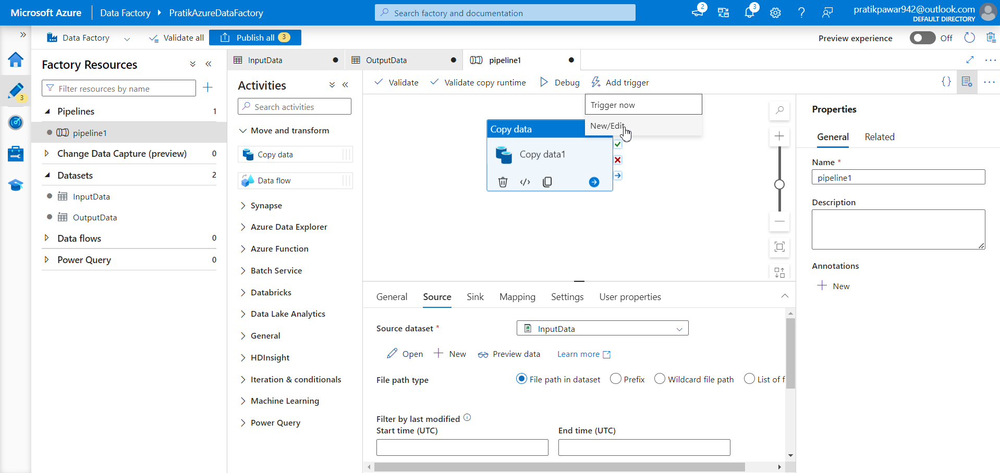 Microsoft Azure
Data Factory
PratikAzureDataFactory
Search factory and documentation
2
3
pratikpawar942@outlook.com
DEFAULT DIRECTORY
Data Factory
Validate all
Publish all 3
Preview experience
Off
3
Factory Resources
Filter resources by name
Pipelines 1
pipeline1
Change Data Capture (preview) 0
Datasets 2
InputData
OutputData
Data flows 0
Power Query 0
InputData
OutputData
pipeline1
Activities
Search activities
Move and transform
Copy data
Data flow
Synapse
Azure Data Explorer
Azure Function
Batch Service
Databricks
Data Lake Analytics
General
HDInsight
Iteration & conditionals
Machine Learning
Power Query
Validate
Validate copy runtime
Debug
Add trigger
Trigger now
New/Edit
Copy data
Copy data1
General
Source
Sink
Mapping
Settings
User properties
Source dataset *
InputData
Open
New
Preview data
Learn more
File path type
File path in dataset
Prefix
Wildcard file path
List of f
Filter by last modified
Start time (UTC)
End time (UTC)
Properties
General
Related
Name *
pipeline1
Description
Annotations
New